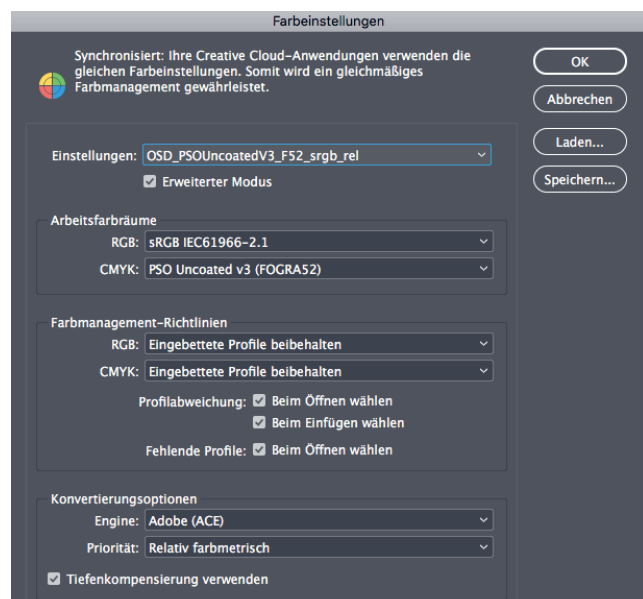 Farbeinstellungen
Synchronisiert: Ihre Creative Cloud-Anwendungen verwenden die
gleichen Farbeinstellungen. Somit wird ein gleichmäßiges
Farbmanagement gewährleistet.
OK
Abbrechen
Laden...
Speichern...
Einstellungen: OSD_PSOUncoatedV3_F52_srgb_rel
Erweiterter Modus
Arbeitsfarbräume
RGB: sRGB IEC61966-2.1
CMYK: PSO Uncoated v3 (FOGRA52)
Farbmanagement-Richtlinien
RGB: Eingebettete Profile beibehalten
CMYK: Eingebettete Profile beibehalten
Profilabweichung: Beim Öffnen wählen
Beim Einfügen wählen
Fehlende Profile: Beim Öffnen wählen
Konvertierungsoptionen
Engine: Adobe (ACE)
Priorität: Relativ farbmetrisch
Tiefenkompensierung verwenden